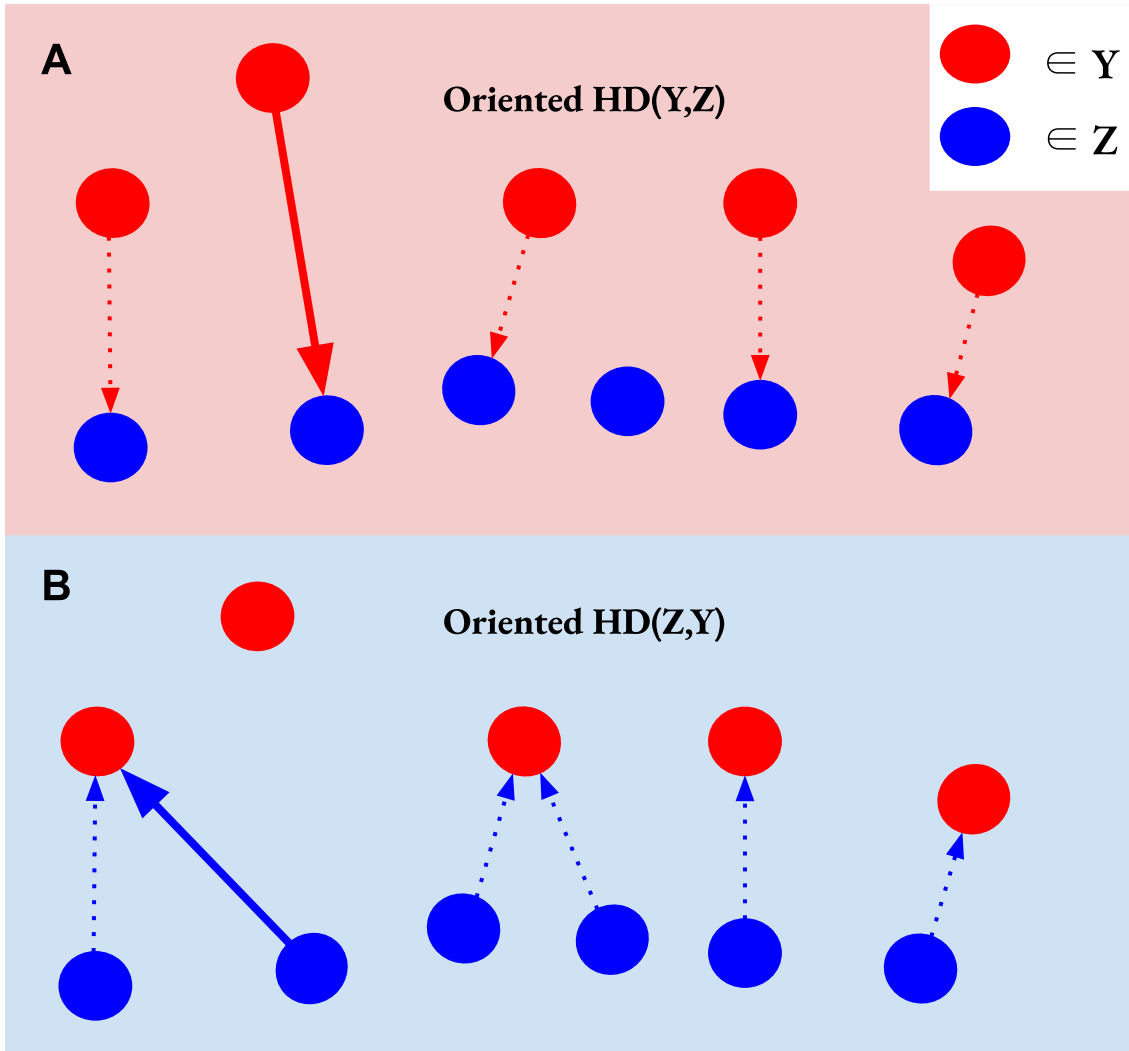 A
Oriented HD(Y,Z)
∈ Y
∈ Z
B
Oriented HD(Z,Y)